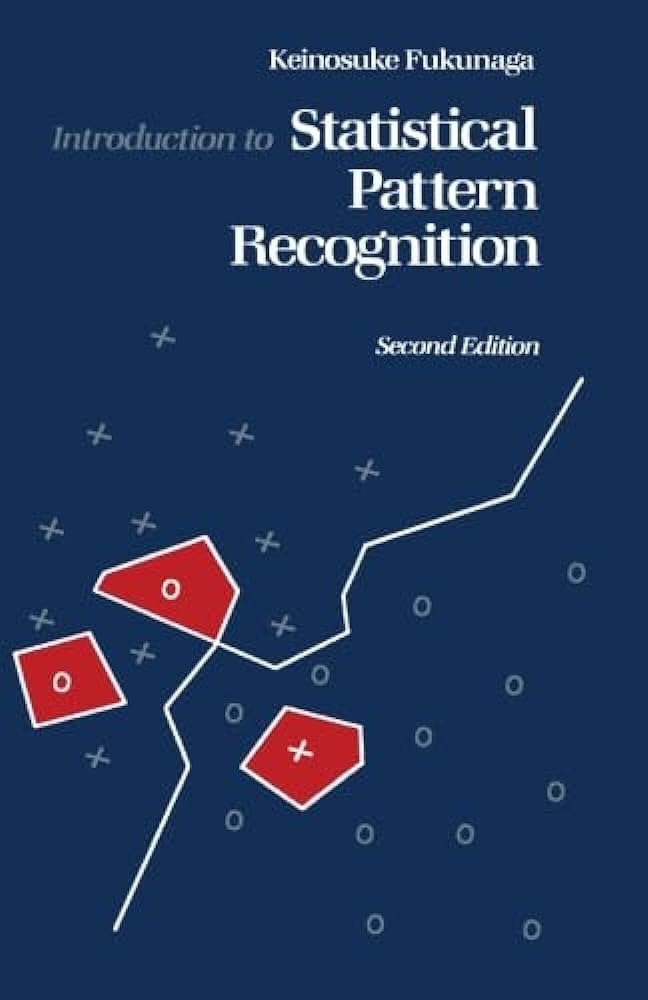 Keinosuke Fukunaga
Introduction to Statistical
Pattern
Recognition
Second Edition